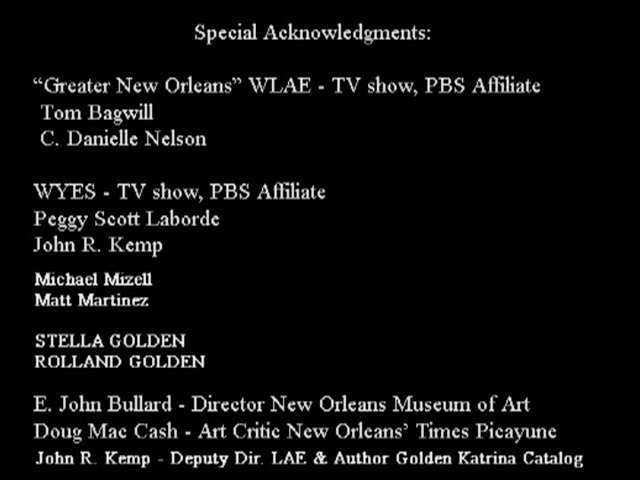 Special Acknowledgments:
“Greater New Orleans” WLAE - TV show, PBS Affiliate
Tom Bagwill
C. Danielle Nelson
WYES - TV show, PBS Affiliate
Peggy Scott Laborde
John R. Kemp
Michael Mizell
Matt Martinez
STELLA GOLDEN
ROLLAND GOLDEN
E. John Bullard - Director New Orleans Museum of Art
Doug Mac Cash - Art Critic New Orleans’ Times Picayune
John R. Kemp - Deputy Dir. LAE & Author Golden Katrina Catalog